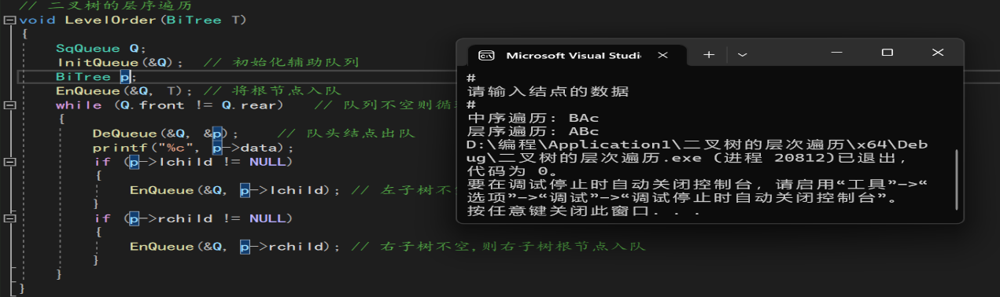 // 二叉树的层序遍历
void LevelOrder(BiTree T)
{
SqQueue Q;
InitQueue(&Q); // 初始化辅助队列
BiTree p;
EnQueue(&Q, T); // 将根节点入队
while (Q.front != Q.rear) // 队列不空则循
{
DeQueue(&Q, &p); // 队头结点出队
printf("%c", p->data);
if (p->lchild != NULL)
{
EnQueue(&Q, p->lchild); // 左子树不
}
if (p->rchild != NULL)
{
EnQueue(&Q, p->rchild); // 右子树不空,则右子树根节点入队
}
}
}
Microsoft Visual Studi
#
请输入结点的数据
#
中序遍历: BAc
层序遍历: ABc
D:\编程\Application1\二叉树的层次遍历\x64\Deb
ug\二叉树的层次遍历.exe (进程 20812)已退出,
代码为 0。
要在调试停止时自动关闭控制台, 请启用“工具”->“
选项”->“调试”->“调试停止时自动关闭控制台”。
按任意键关闭此窗口. . .